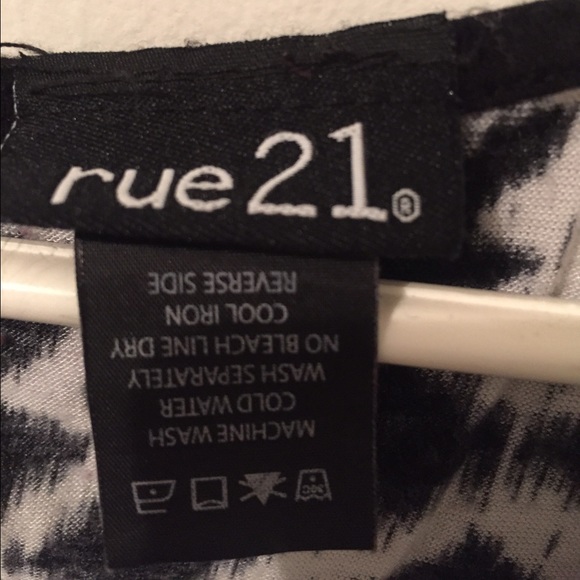 rue21®
MACHINE WASH
COLD WATER
WASH SEPARATELY
NO BLEACH LINE DRY
COOL IRON
REVERSE SIDE